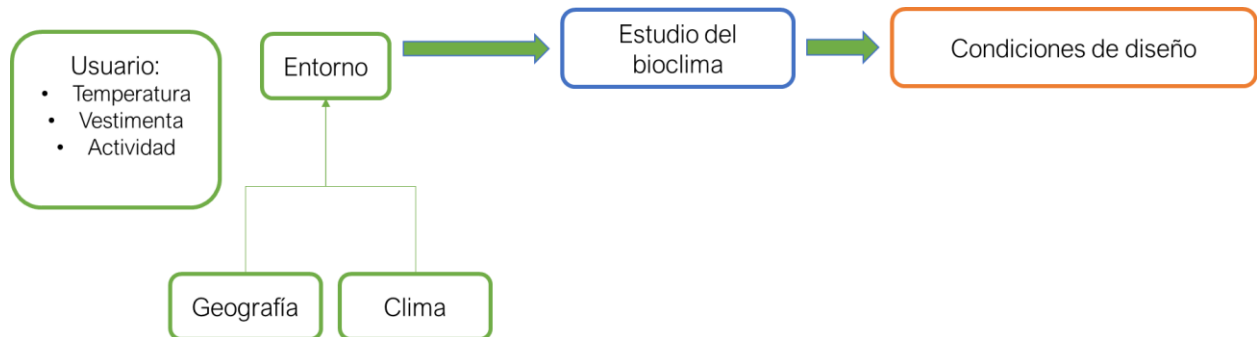 Usuario:
• Temperatura
• Vestimenta
• Actividad
Entorno
Estudio del
bioclima
Condiciones de diseño
Geografía
Clima